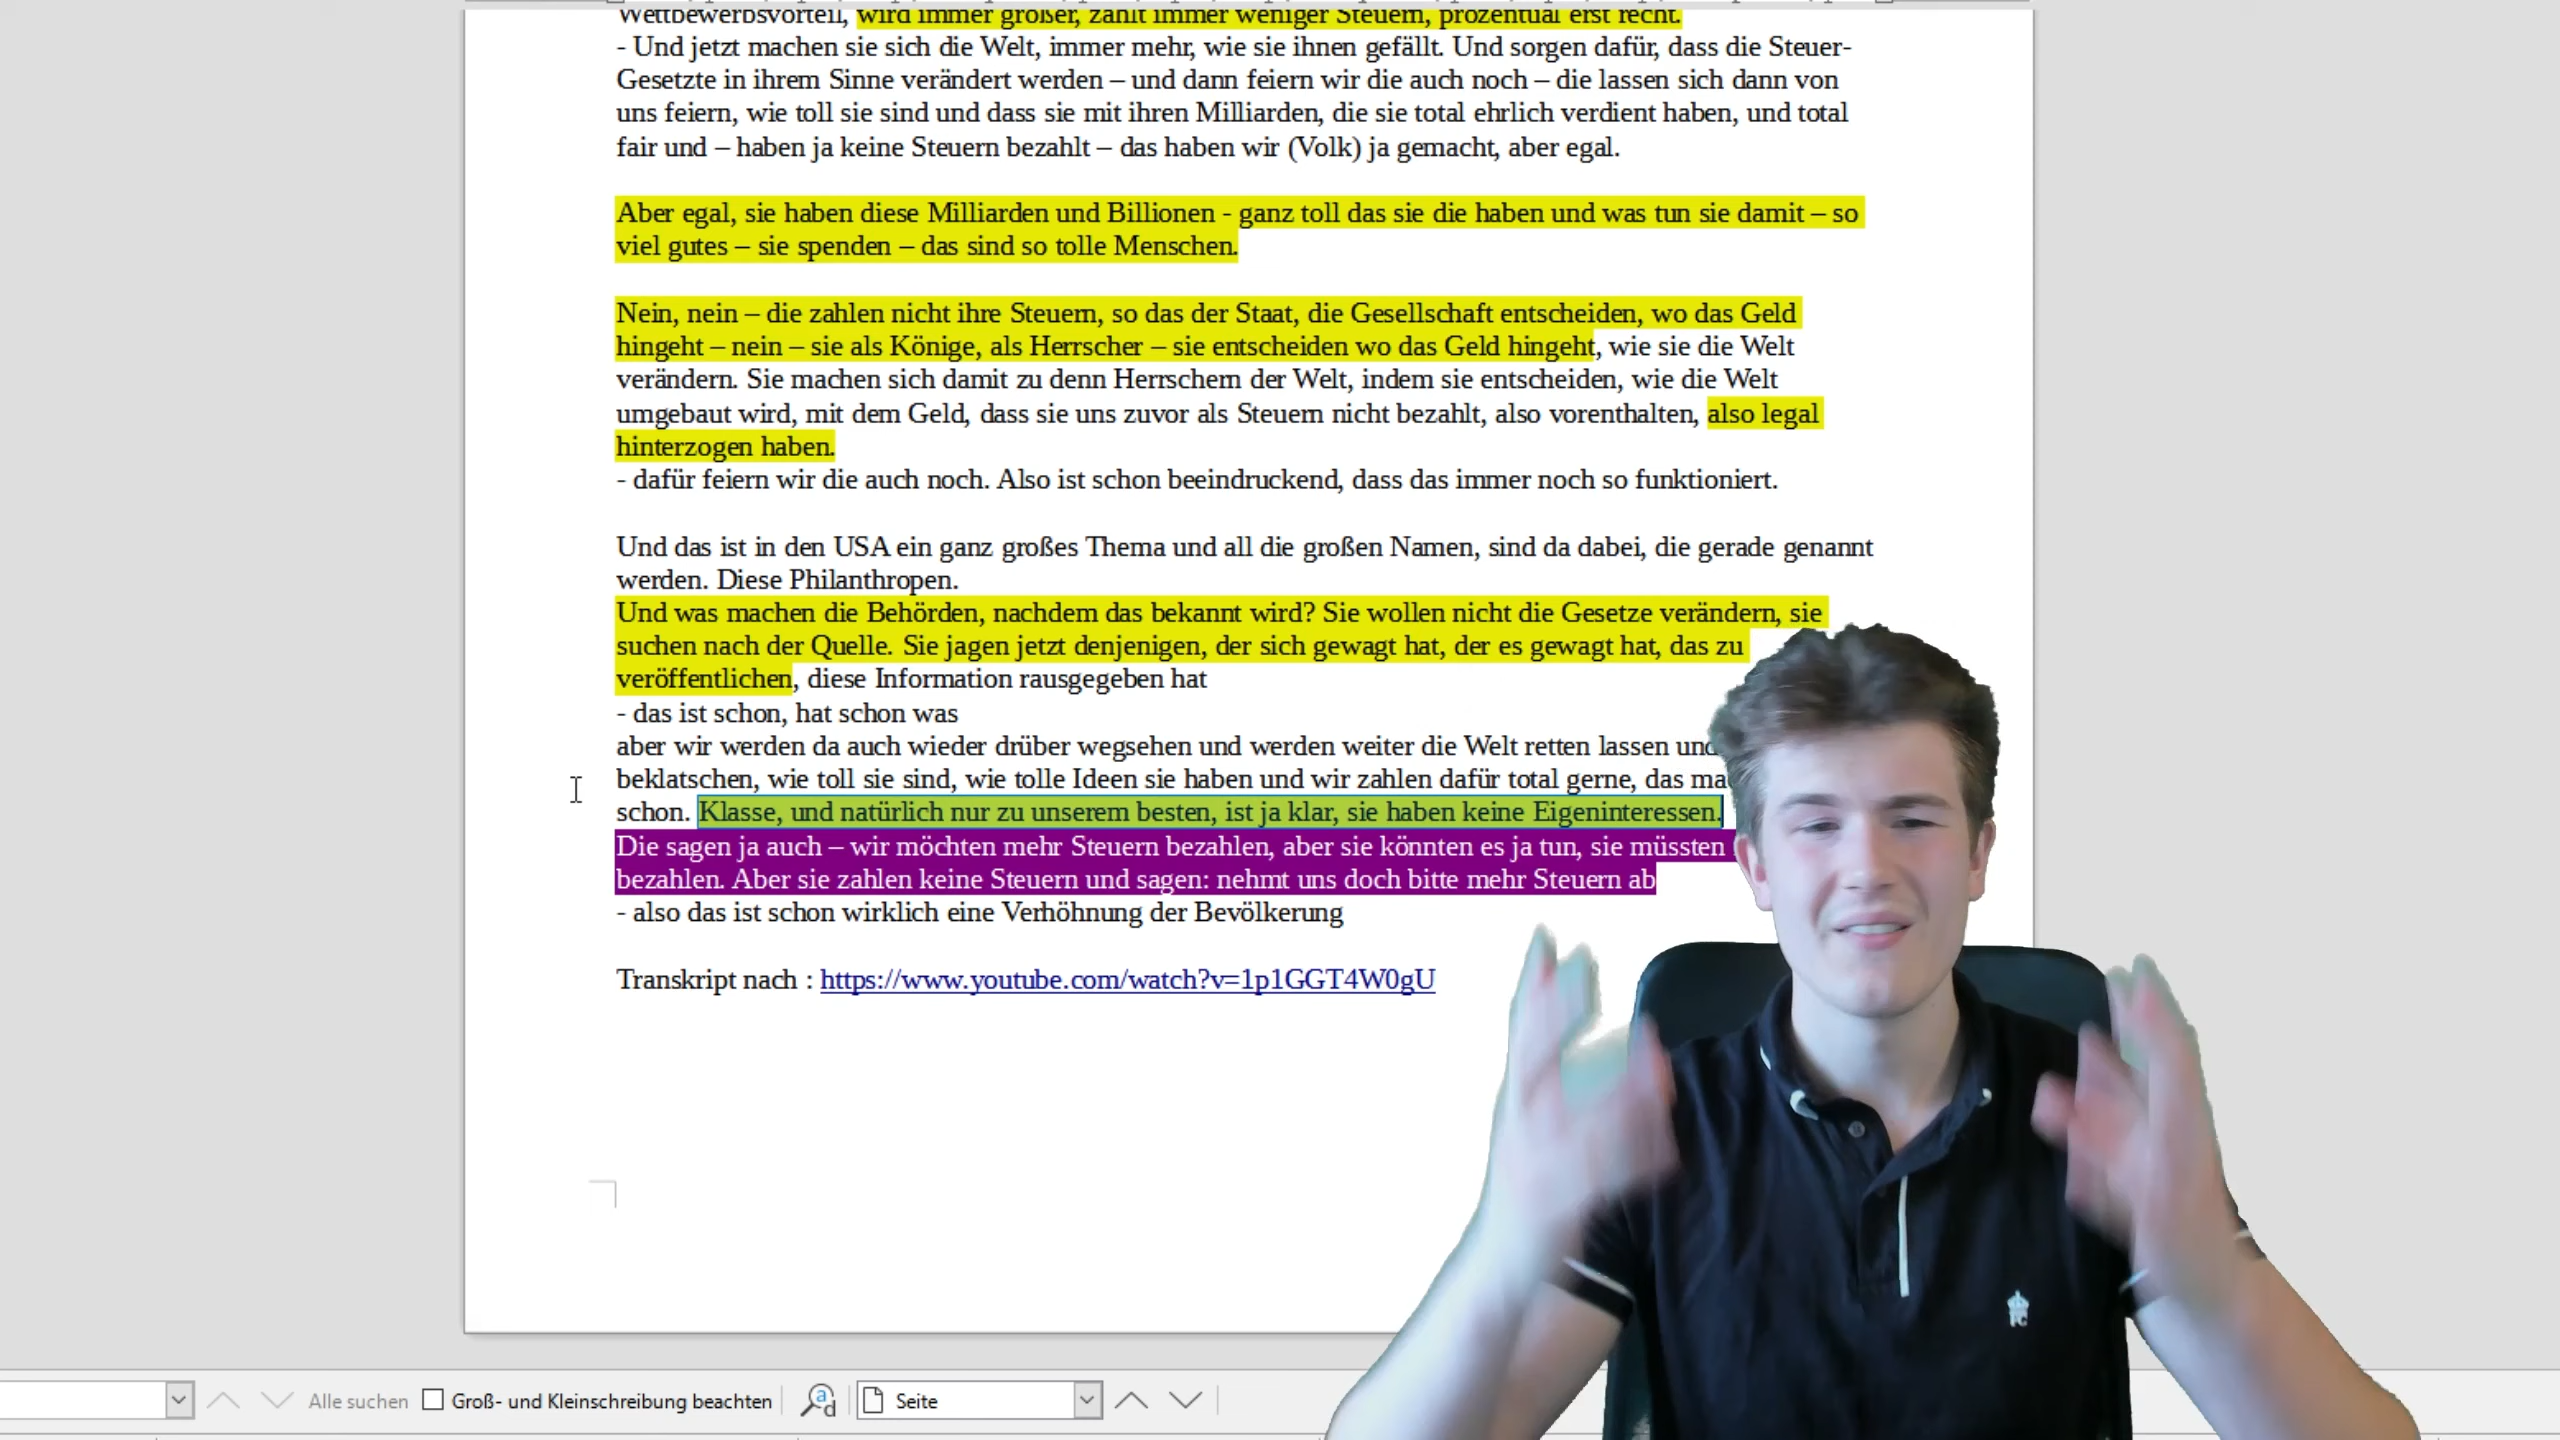 Wettbewerbsvorteil, wird immer größer, zahlt immer weniger Steuern, prozentual erst recht.
- Und jetzt machen sie sich die Welt, immer mehr, wie sie ihnen gefällt. Und sorgen dafür, dass die Steuer-
Gesetzte in ihrem Sinne verändert werden – und dann feiern wir die auch noch – die lassen sich dann von
uns feiern, wie toll sie sind und dass sie mit ihren Milliarden, die sie total ehrlich verdient haben, und total
fair und – haben ja keine Steuern bezahlt – das haben wir (Volk) ja gemacht, aber egal.
Aber egal, sie haben diese Milliarden und Billionen - ganz toll das sie die haben und was tun sie damit – so
viel gutes – sie spenden – das sind so tolle Menschen.
Nein, nein – die zahlen nicht ihre Steuern, so das der Staat, die Gesellschaft entscheiden, wo das Geld
hingeht – nein – sie als Könige, als Herrscher – sie entscheiden wo das Geld hingeht, wie sie die Welt
verändern. Sie machen sich damit zu denn Herrschern der Welt, indem sie entscheiden, wie die Welt
umgebaut wird, mit dem Geld, dass sie uns zuvor als Steuern nicht bezahlt, also vorenthalten, also legal
hinterzogen haben.
- dafür feiern wir die auch noch. Also ist schon beeindruckend, dass das immer noch so funktioniert.
Und das ist in den USA ein ganz großes Thema und all die großen Namen, sind da dabei, die gerade genannt
werden. Diese Philanthropen.
Und was machen die Behörden, nachdem das bekannt wird? Sie wollen nicht die Gesetze verändern, sie
suchen nach der Quelle. Sie jagen jetzt denjenigen, der sich gewagt hat, der es gewagt hat, das zu
veröffentlichen, diese Information rausgegeben hat
- das ist schon, hat schon was
aber wir werden da auch wieder drüber wegsehen und werden weiter die Welt retten lassen und
beklatschen, wie toll sie sind, wie tolle Ideen sie haben und wir zahlen dafür total gerne, das
schon. Klasse, und natürlich nur zu unserem besten, ist ja klar, sie haben keine Eigeninteressen.
Die sagen ja auch – wir möchten mehr Steuern bezahlen, aber sie könnten es ja tun, sie müssten
bezahlen. Aber sie zahlen keine Steuern und sagen: nehmt uns doch bitte mehr Steuern ab
- also das ist schon wirklich eine Verhöhnung der Bevölkerung
Transkript nach : https://www.youtube.com/watch?v=1p1GGT4W0gU
Alle suchen Groß- und Kleinschreibung beachten Seite